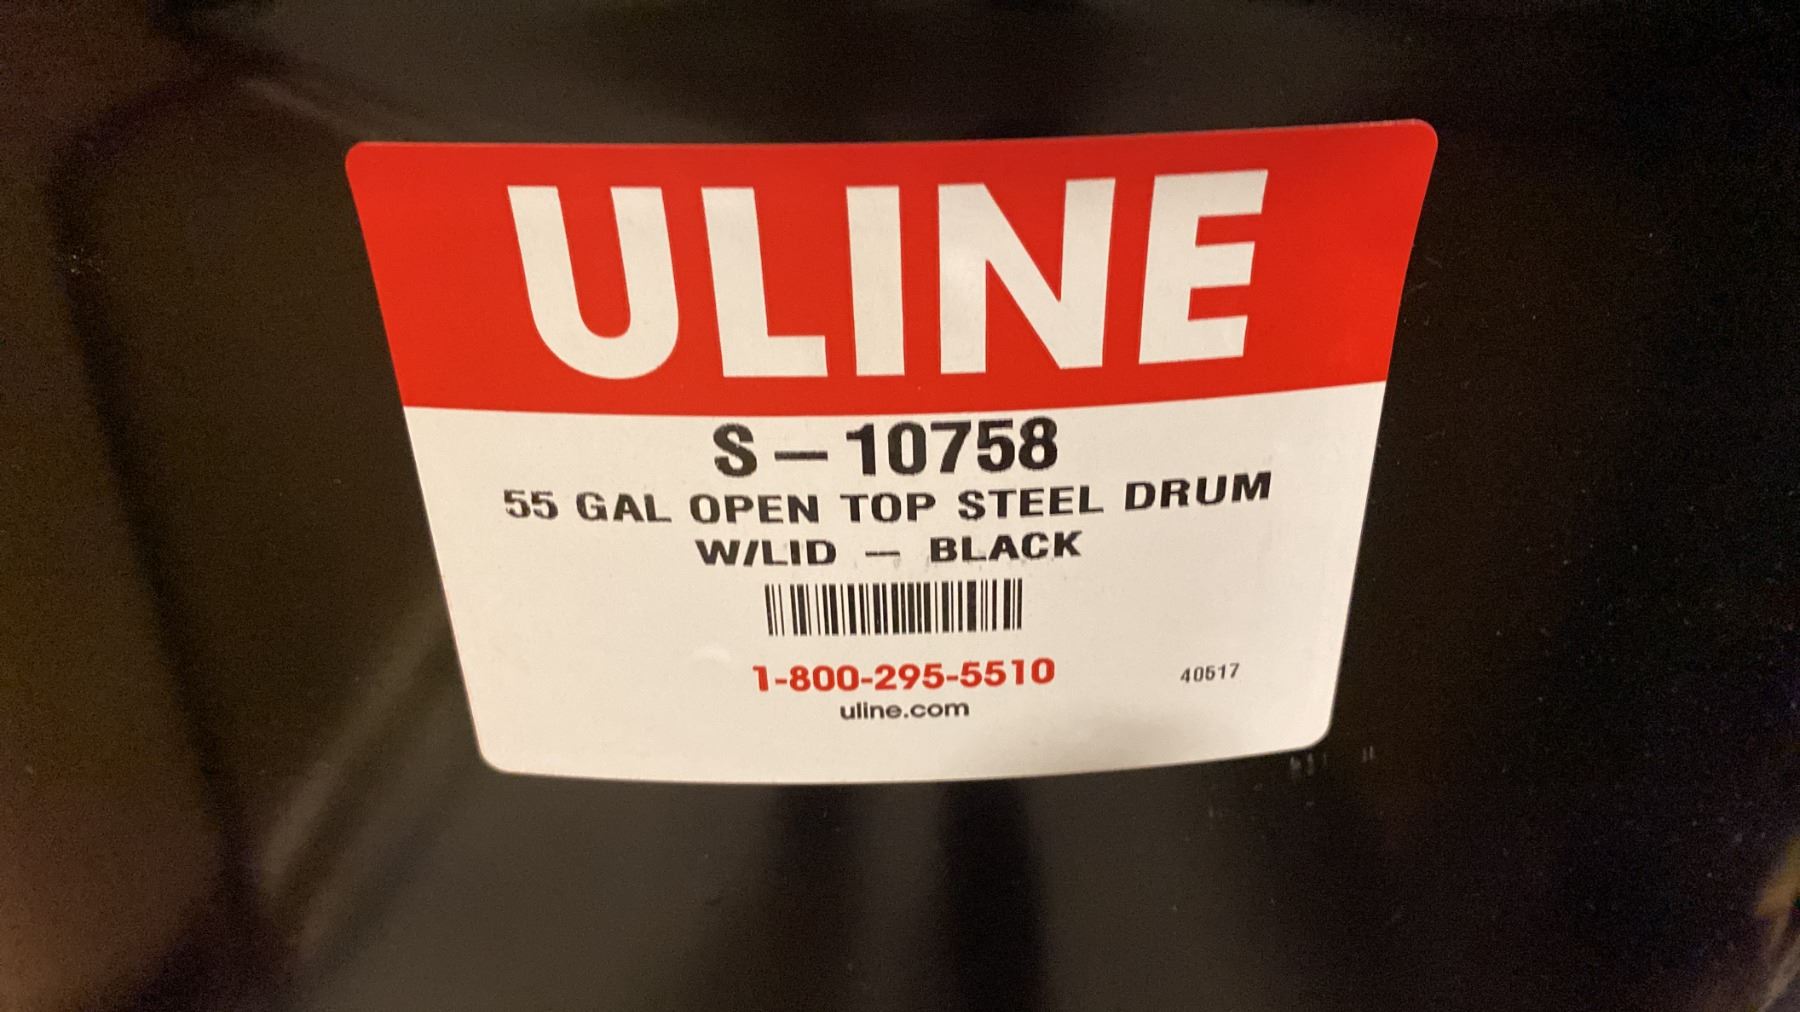 ULINE
S-10758
55 GAL OPEN TOP STEEL DRUM
W/LID - BLACK
1-800-295-5510
40517
uline.com